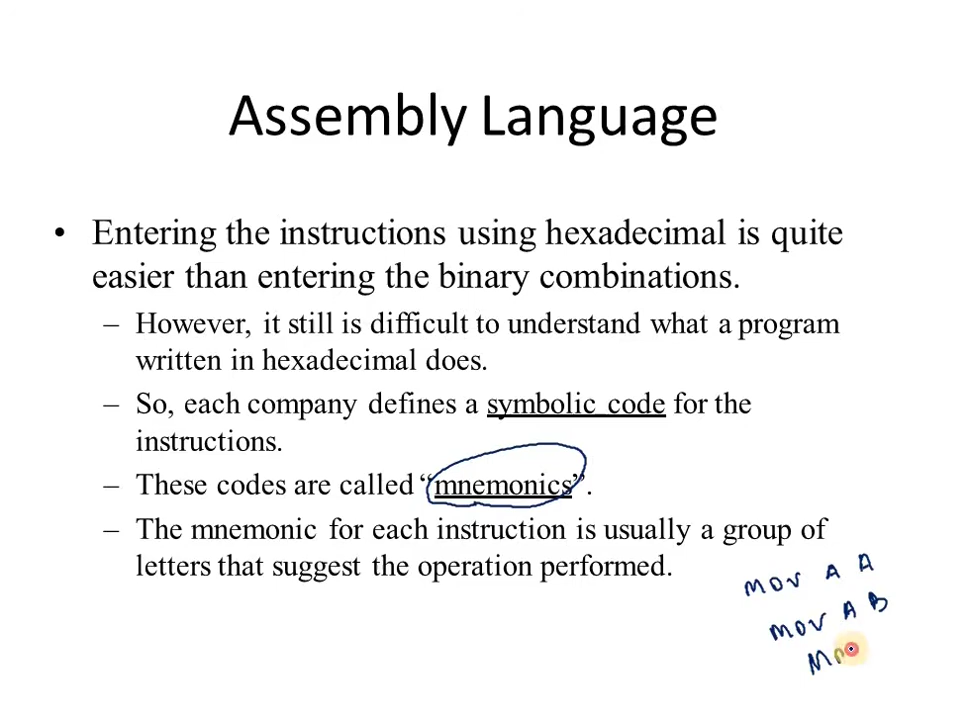 Assembly Language
• Entering the instructions using hexadecimal is quite
easier than entering the binary combinations.
– However, it still is difficult to understand what a program
written in hexadecimal does.
– So, each company defines a symbolic code for the
instructions.
– These codes are called “mnemonics”.
– The mnemonic for each instruction is usually a group of
letters that suggest the operation performed.
MOV A A
MOV A B